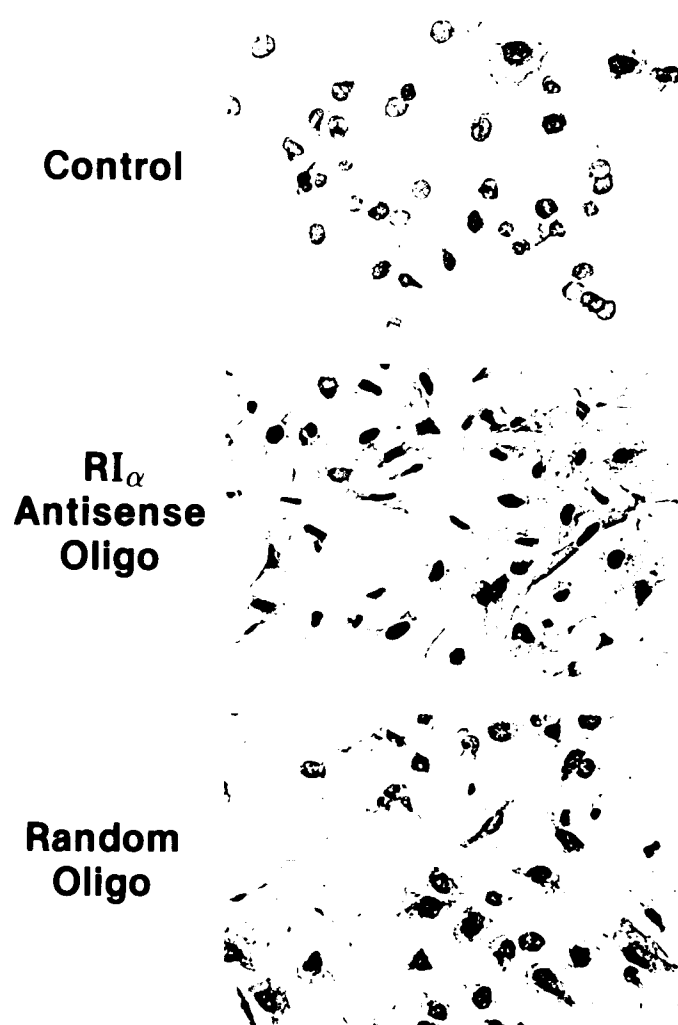 Control
RIα
Antisense
Oligo
Random
Oligo